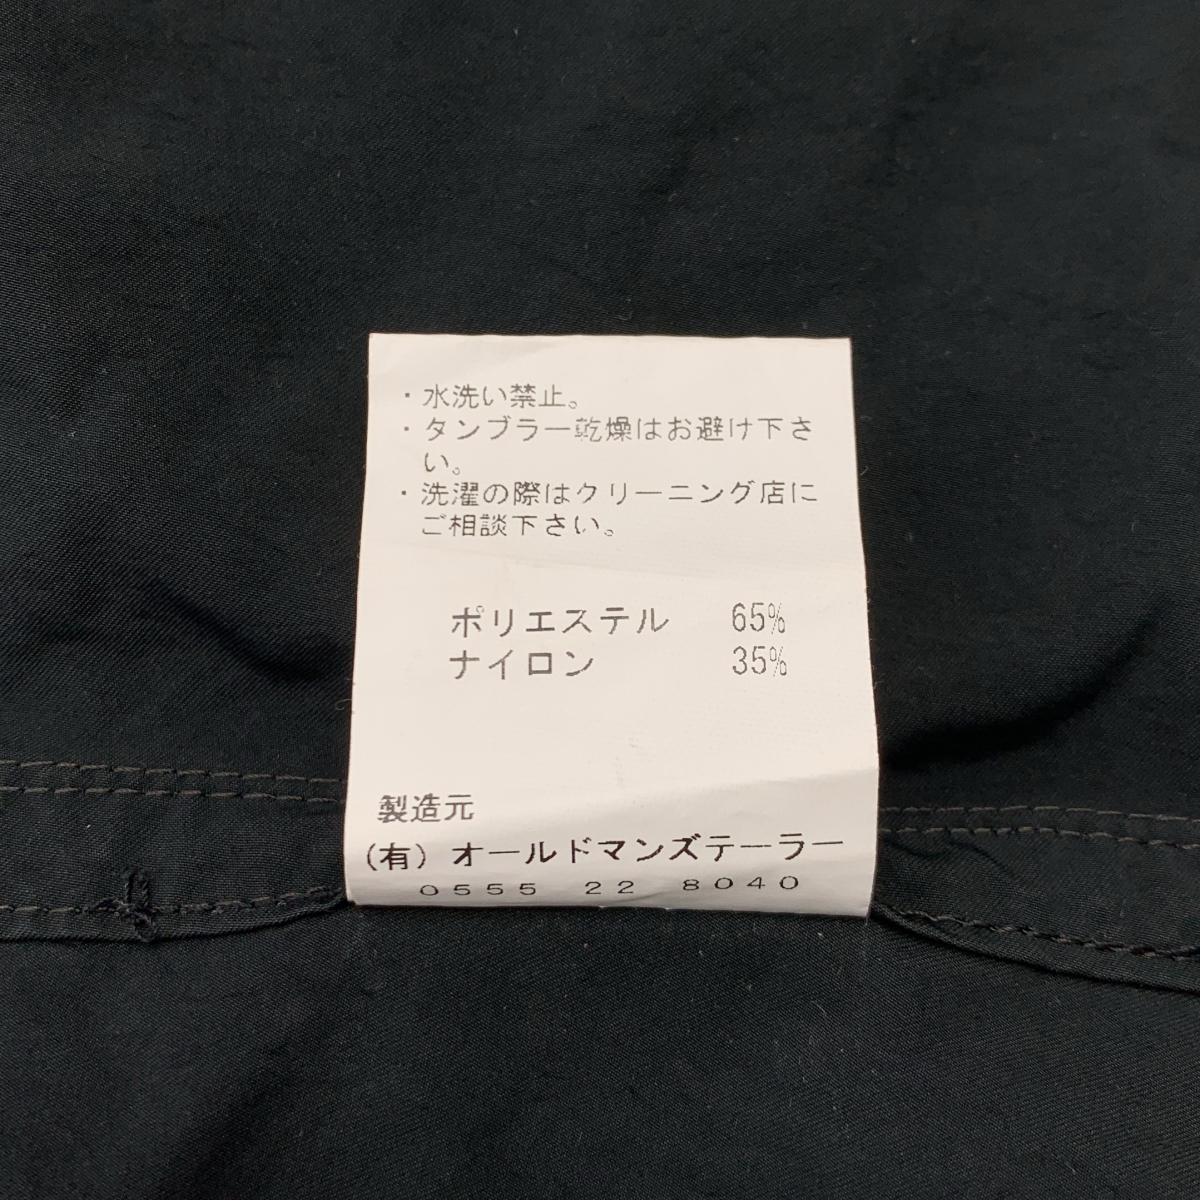 ・水洗い禁止。
・タンブラー乾燥はお避け下さ
い。
・洗濯の際はクリーニング店に
ご相談下さい。
ポリエステル 65%
ナイロン 35%
製造元
(有) オールドマンズテーラー
0555 22 8040